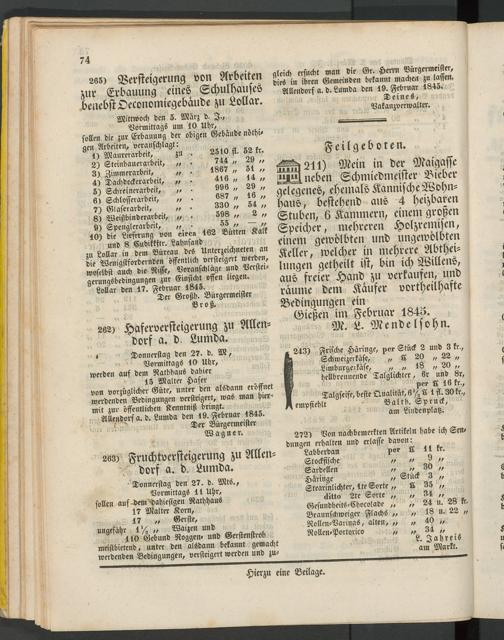 74
265) Versteigerung von Arbeiten
zur Erbauung eines Schulhauses
benebst Oeconomiegebäude zu Lollar.
Mittwoch den 5. März d. J.,
Vormittags um 10 Uhr,
sollen die zur Erbauung der obigen Gebäude nöthi-
gen Arbeiten, veranschlagt:
1) Maurerarbeit, zu . 2510 fl. 52 kr.
2) Steinhauerarbeit, „ . 744 „ 29 „
3) Zimmerarbeit, „ . 1867 „ 51 „
4) Dachdeckerarbeit, „ . 416 „ 14 „
5) Schreinerarbeit, „ . 996 „ 29 „
6) Schlosserarbeit, „ . 687 „ 16 „
7) Glaserarbeit, „ . 330 „ 54 „
8) Weißbinderarbeit, „ . 598 „ 2 „
9) Spenglerarbeit, „ . 55 „ — „
10) die Lieferung von circa 162 Bütten Kalk
und 8 Cubikkftr. Lahnsand
zu Lollar in dem Büreau des Unterzeichneten an
die Wenigstfordernden öffentlich versteigert werden,
woselbst auch die Risse, Voranschläge und Verstei-
gerungsbedingungen zur Einsicht offen liegen.
Lollar den 17. Februar 1845.
Der Großh. Bürgermeister
Broß.
262) Haferversteigerung zu Allen-
dorf a. d. Lumda.
Donnerstag den 27. d. M.,
Vormittags 10 Uhr,
werden auf dem Rathhaus dahier
15 Malter Hafer
von vorzüglicher Güte, unter den alsdann eröffnet
werdenden Bedingungen versteigert, was man hier-
mit zur öffentlichen Kenntniß bringt.
Allendorf a. d. Lumda den 19. Februar 1845.
Der Bürgermeister
Wagner.
263) Fruchtversteigerung zu Allen-
dorf a. d. Lumda.
Donnerstag den 27. d. Mts.,
Vormittags 11 Uhr,
sollen auf dem dahiesigen Rathhaus
17 Malter Korn,
17 „ Gerste,
ungefähr 1½ „ Waizen und
110 Gebund Roggen- und Gerstenstroh
meistbietend, unter den alsdann bekannt gemacht
werdenden Bedingungen, versteigert werden und zu-
gleich ersucht man die Gr. Herrn Bürgermeister,
dies in ihren Gemeinden bekannt machen zu lassen.
Allendorf a. d. Lumda den 19. Februar 1845.
Deines,
Vakanzverwalter.
Feilgeboten.
211) Mein in der Maigasse
neben Schmiedmeister Bieber
gelegenes, ehemals Kannische Wohn-
haus, bestehend aus 4 heizbaren
Stuben, 6 Kammern, einem großen
Speicher, mehreren Holzremisen,
einem gewölbten und ungewölbten
Keller, welcher in mehrere Abthei-
lungen getheilt ist, bin ich Willens,
aus freier Hand zu verkaufen, und
räume dem Käufer vortheilhafte
Bedingungen ein
Gießen im Februar 1845.
M. L. Mendelsohn.
243) Frische Häringe, per Stück 2 und 3 kr.,
Schweizerkäse, „ ℔ 20 „ 22 „
Limburgerkäse, „ „ 18 „ 20 „
hellbrennende Talglichter, 6r und 8r,
per ℔ 16 kr.,
Talgseife, beste Qualität, 6½ ℔ 1 fl. 30 kr.,
empfiehlt Balth. Spruck,
am Lindenplatz.
272) Von nachbemerkten Artikeln habe ich Sen-
dungen erhalten und erlasse davon:
Labberdan per ℔ 11 kr.
Stockfische „ „ 9 „
Sardellen „ „ 30 „
Häringe „ Stück 3 „
Stearinlichter, 1te Sorte „ ℔ 35 „
ditto 2te Sorte „ „ 34 „
Gesundheits-Chocolade „ „ 24 u. 28 kr.
Braunschweiger Flachs „ „ 18 u. 22 „
Rollen-Varinas, alten, „ „ 40 „
Rollen-Portorico „ „ 34 „
L. Jahreis
am Markt.
Hierzu eine Beilage.